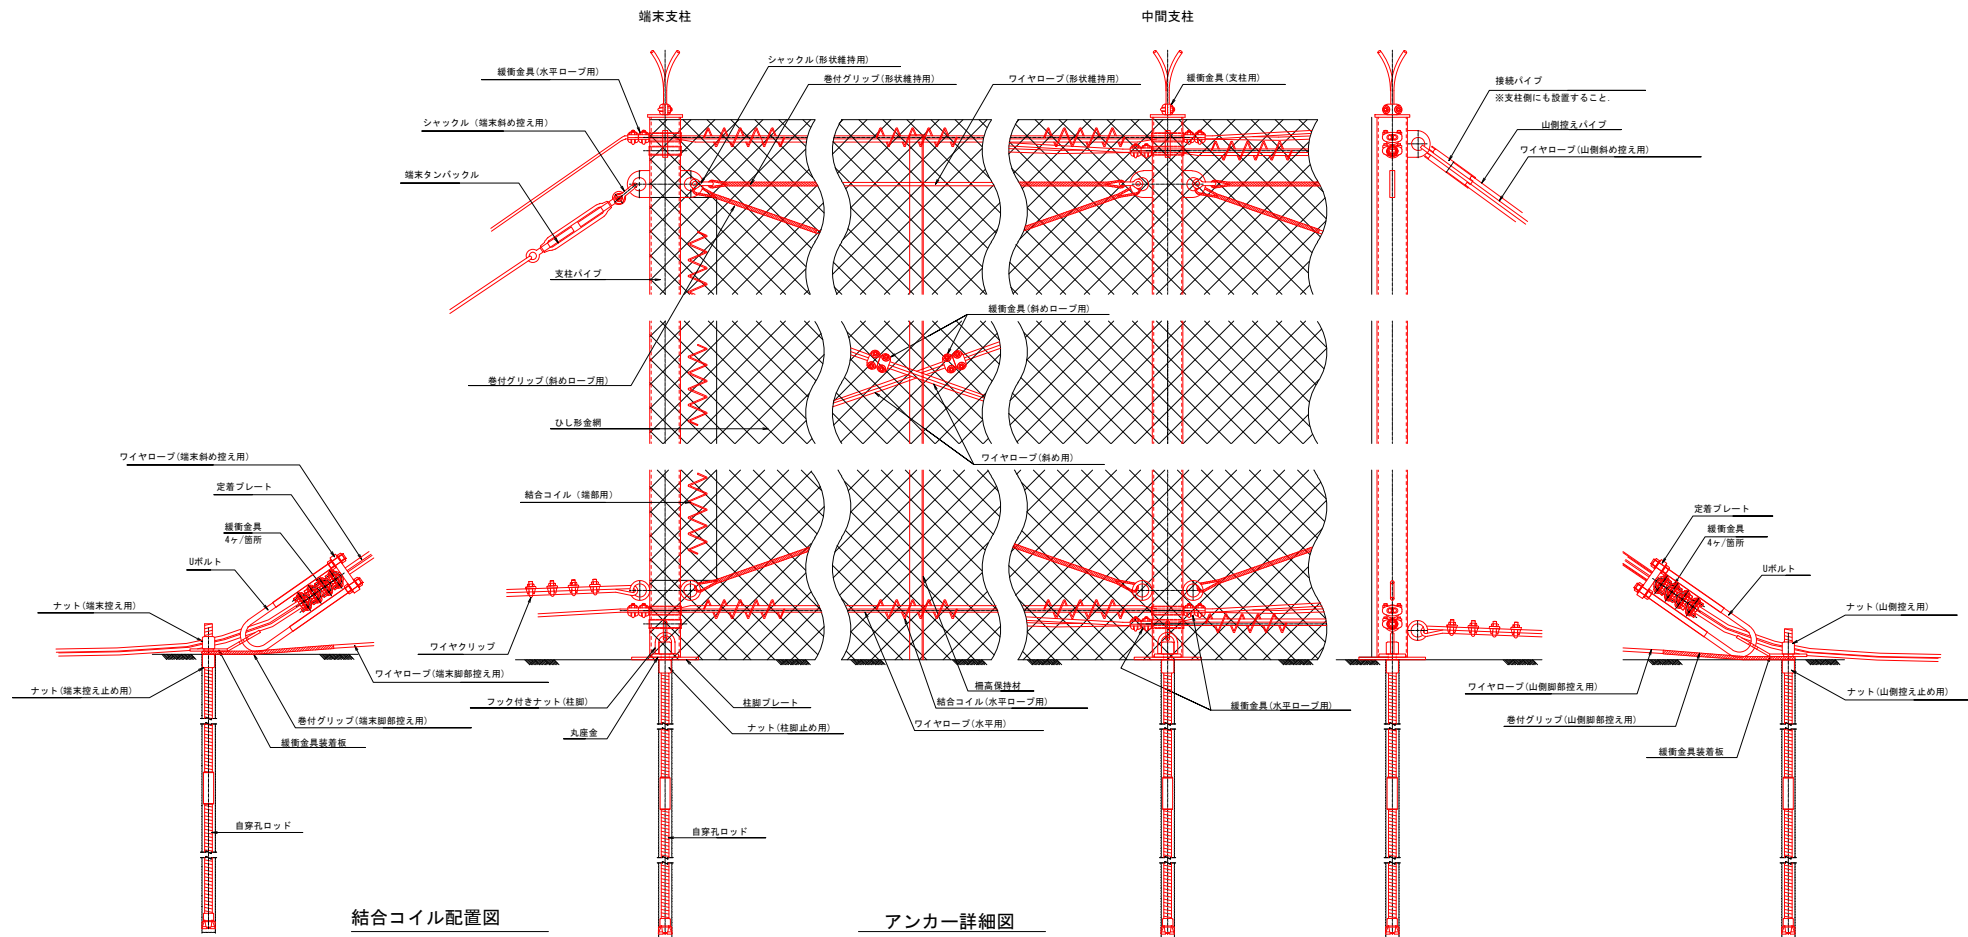 端末支柱
中間支柱
緩衝金具(水平ロープ用)
シャックル(形状維持用)
巻付グリップ(形状維持用)
ワイヤロープ(形状維持用)
緩衝金具(支柱用)
接続パイプ
※支柱側にも設置すること.
シャックル (端末斜め控え用)
山側控えパイプ
ワイヤロープ(山側斜め控え用)
端末タンバックル
支柱パイプ
緩衝金具(斜めロープ用)
巻付グリップ(斜めロープ用)
ひし形金網
ワイヤロープ(斜め用)
ワイヤロープ(端末斜め控え用)
定着プレート
緩衝金具
4ヶ/箇所
Uボルト
結合コイル (端部用)
定着プレート
緩衝金具
4ヶ/箇所
Uボルト
ナット(端末控え用)
ナット(山側控え用)
ワイヤクリップ
ワイヤロープ(端末脚部控え用)
ナット(端末控え止め用)
巻付グリップ(端末脚部控え用)
緩衝金具装着板
フック付きナット(柱脚)
丸座金
柱脚プレート
ナット(柱脚止め用)
柵高保持材
結合コイル(水平ロープ用)
ワイヤロープ(水平用)
緩衝金具(水平ロープ用)
ワイヤロープ(山側脚部控え用)
ナット(山側控え止め用)
巻付グリップ(山側脚部控え用)
緩衝金具装着板
自穿孔ロッド
自穿孔ロッド
結合コイル配置図
アンカー詳細図